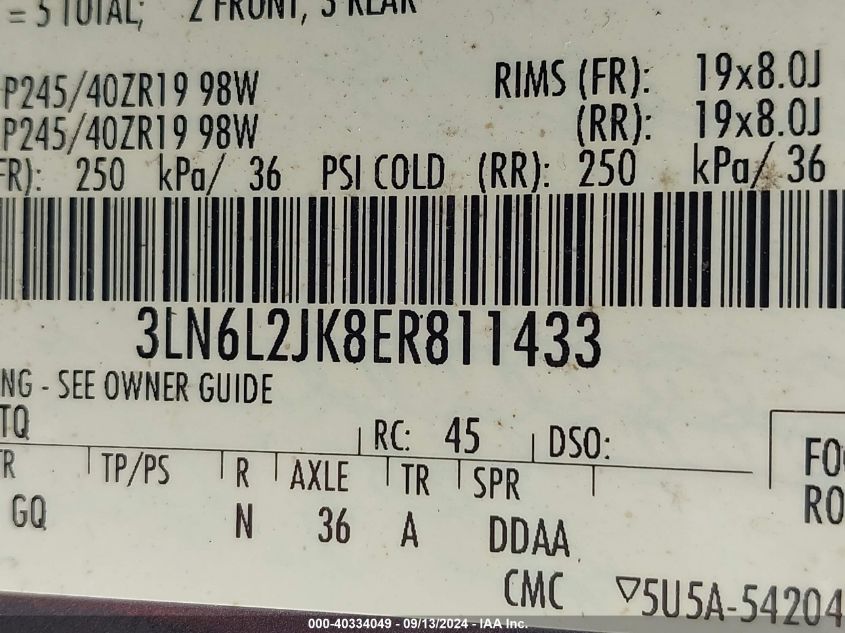 = 5 TOTAL; 2 FRONT, 3 REAR
P245/40ZR19 98W RIMS (FR): 19x8.0J
P245/40ZR19 98W (RR): 19x8.0J
FR): 250 kPa/ 36 PSI COLD (RR): 250 kPa/ 36
3LN6L2JK8ER811433
NG - SEE OWNER GUIDE
TQ RC: 45 DSO:
TR TP/PS R AXLE TR SPR
GQ N 36 A DDAA
FO
RO
CMC ▽5U5A-54204
000-40334049 - 09/13/2024 - IAA Inc.